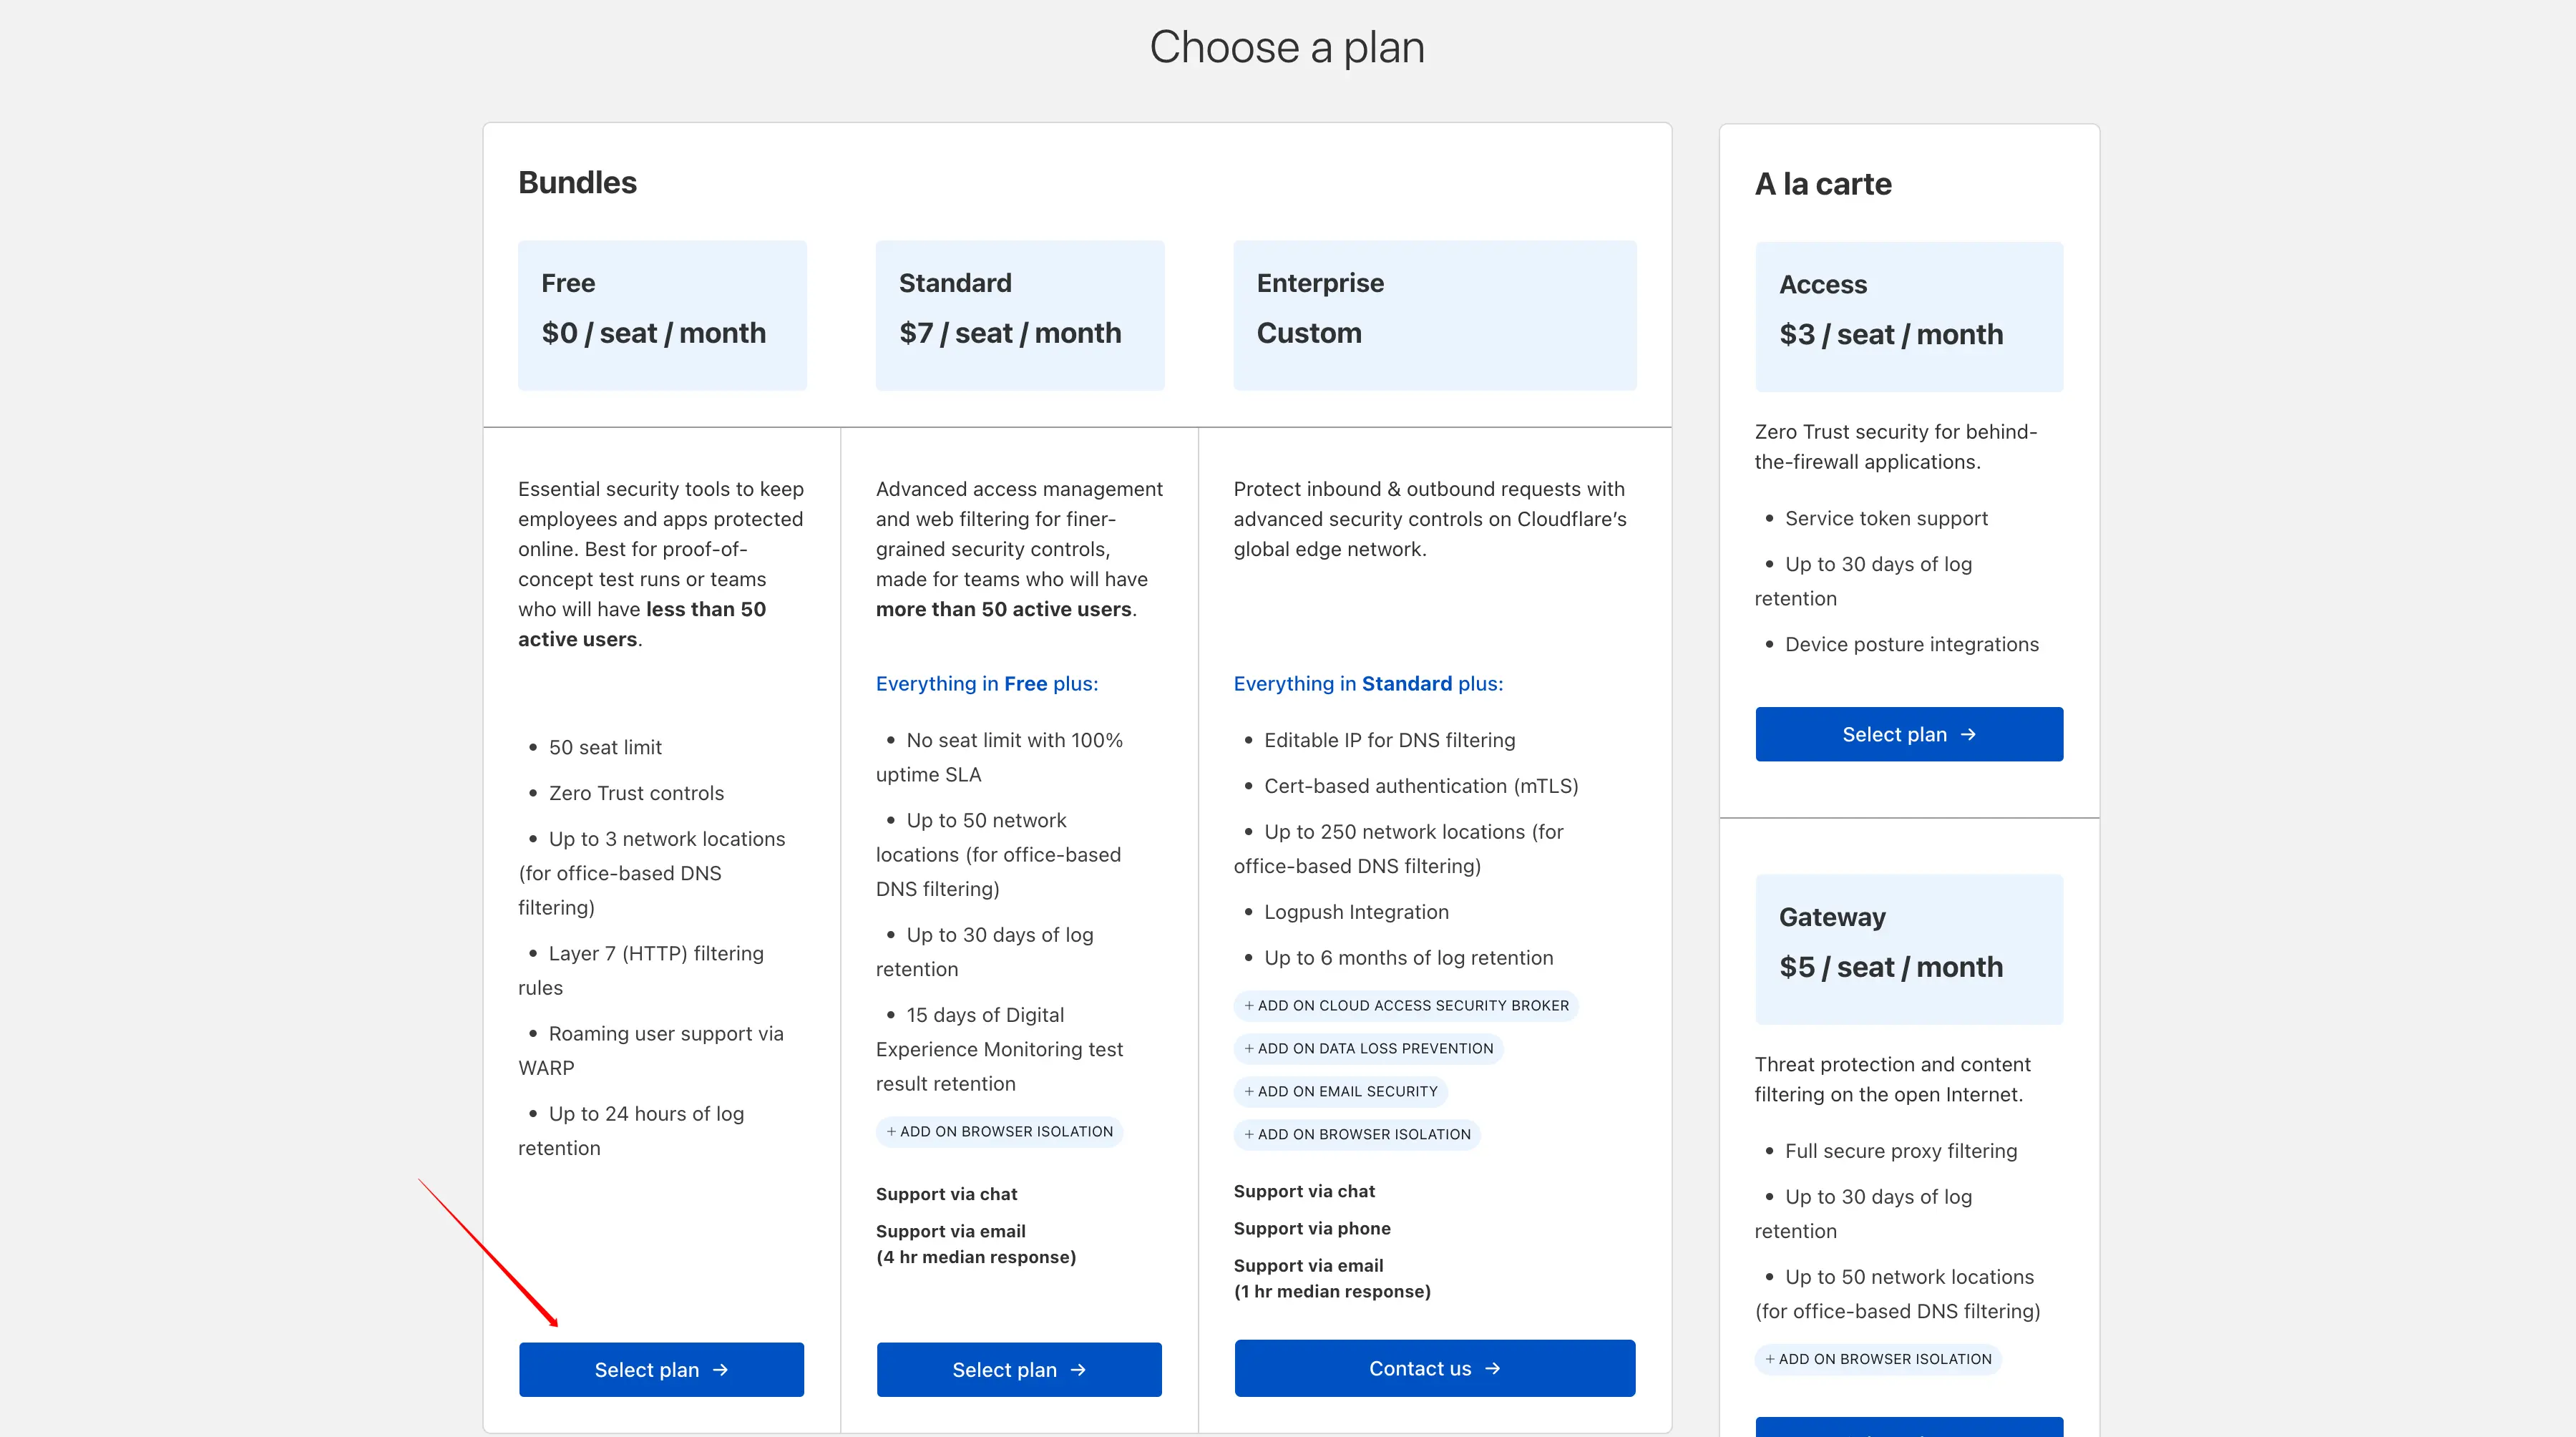 Choose a plan
Bundles
Free
$0 / seat / month
Standard
$7 / seat / month
Enterprise
Custom
Essential security tools to keep
employees and apps protected
online. Best for proof-of-
concept test runs or teams
who will have less than 50
active users.
• 50 seat limit
• Zero Trust controls
• Up to 3 network locations
(for office-based DNS
filtering)
• Layer 7 (HTTP) filtering
rules
• Roaming user support via
WARP
• Up to 24 hours of log
retention
Select plan →
Advanced access management
and web filtering for finer-
grained security controls,
made for teams who will have
more than 50 active users.
Everything in Free plus:
• No seat limit with 100%
uptime SLA
• Up to 50 network
locations (for office-based
DNS filtering)
• Up to 30 days of log
retention
• 15 days of Digital
Experience Monitoring test
result retention
+ ADD ON BROWSER ISOLATION
Support via chat
Support via email
(4 hr median response)
Select plan →
Protect inbound & outbound requests with
advanced security controls on Cloudflare’s
global edge network.
Everything in Standard plus:
• Editable IP for DNS filtering
• Cert-based authentication (mTLS)
• Up to 250 network locations (for
office-based DNS filtering)
• Logpush Integration
• Up to 6 months of log retention
+ ADD ON CLOUD ACCESS SECURITY BROKER
+ ADD ON DATA LOSS PREVENTION
+ ADD ON EMAIL SECURITY
+ ADD ON BROWSER ISOLATION
Support via chat
Support via phone
Support via email
(1 hr median response)
Contact us →
A la carte
Access
$3 / seat / month
Zero Trust security for behind-
the-firewall applications.
• Service token support
• Up to 30 days of log
retention
• Device posture integrations
Select plan →
Gateway
$5 / seat / month
Threat protection and content
filtering on the open Internet.
• Full secure proxy filtering
• Up to 30 days of log
retention
• Up to 50 network locations
(for office-based DNS filtering)
+ ADD ON BROWSER ISOLATION